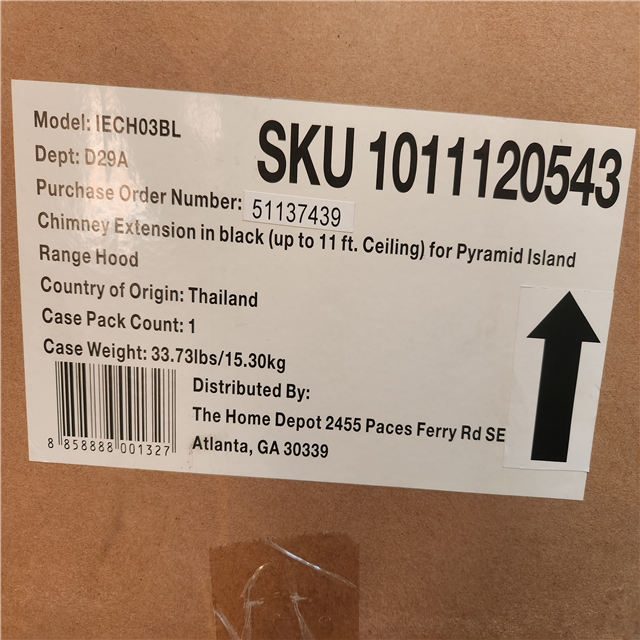 Model: IECH03BL
SKU 1011120543
Dept: D29A
Purchase Order Number: 51137439
Chimney Extension in black (up to 11 ft. Ceiling) for Pyramid Island
Range Hood
Country of Origin: Thailand
Case Pack Count: 1
Case Weight: 33.73lbs/15.30kg
Distributed By:
The Home Depot 2455 Paces Ferry Rd SE
Atlanta, GA 30339
8 858888 001327